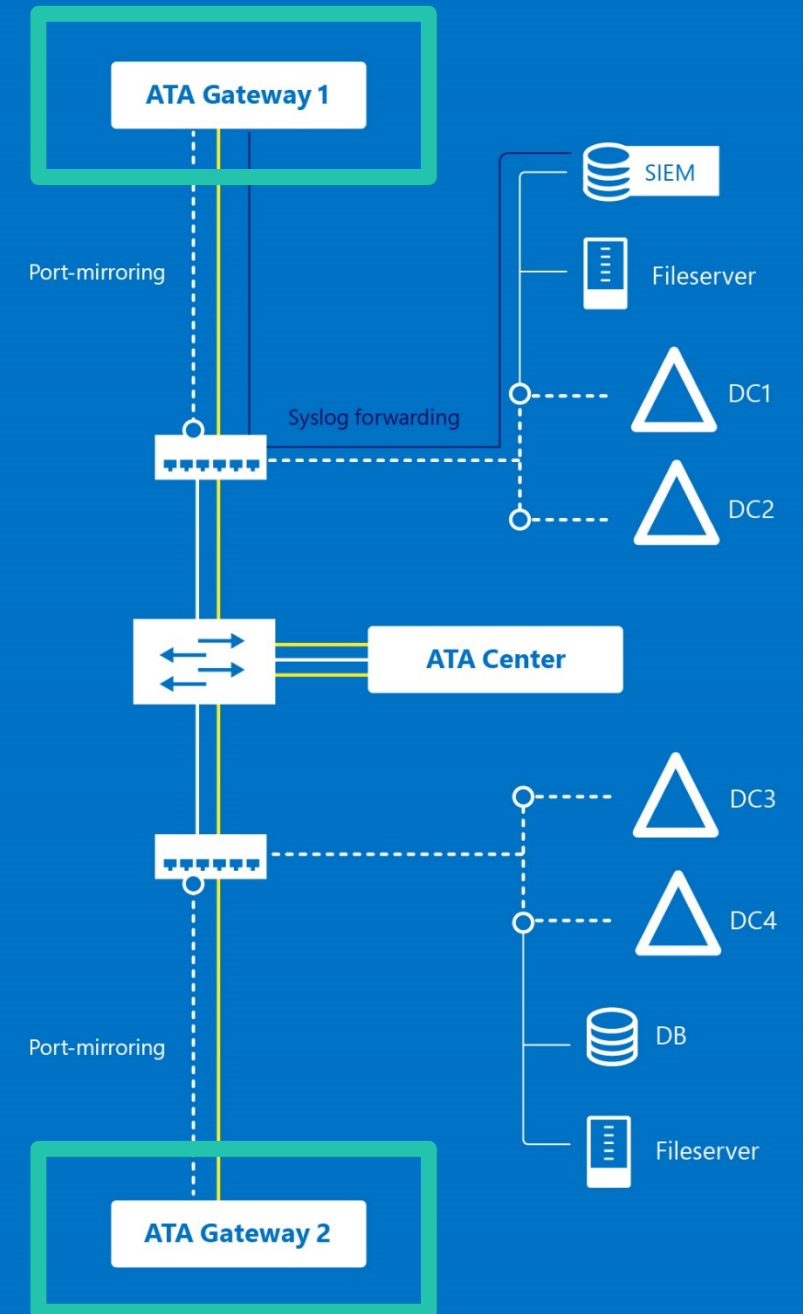 ATA Gateway 1
SIEM
Port-mirroring
Fileserver
DC1
Syslog forwarding
DC2
ATA Center
DC3
DC4
Port-mirroring
DB
Fileserver
ATA Gateway 2